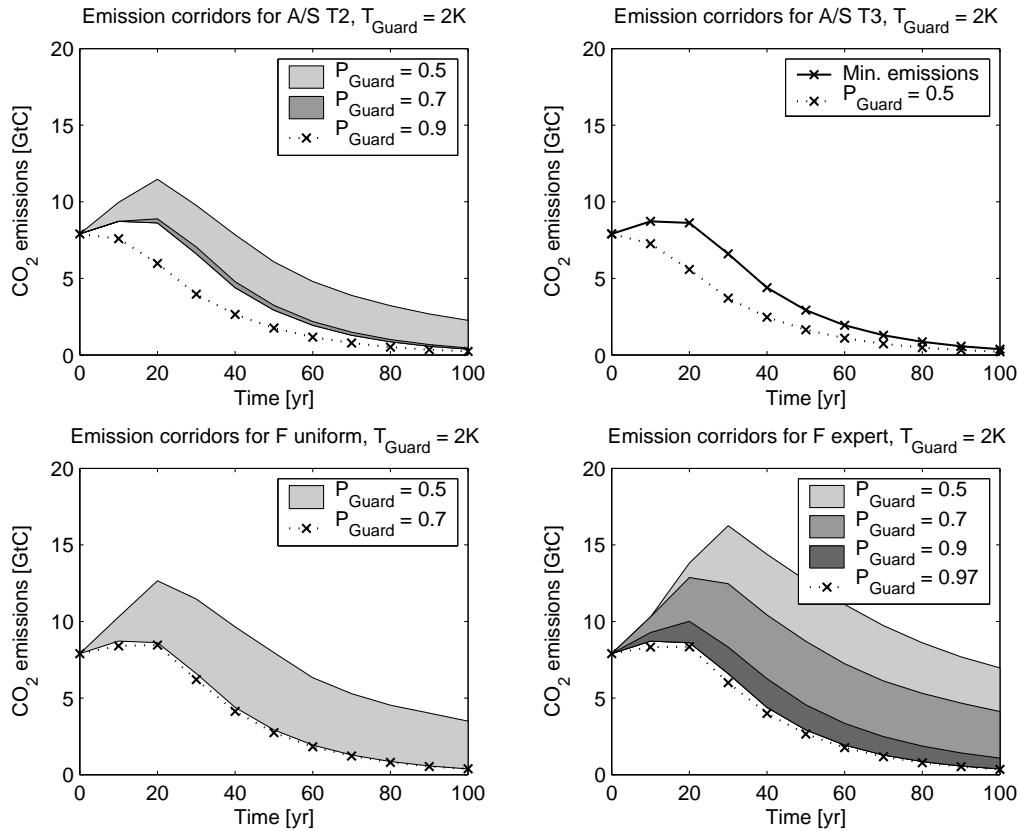 Emission corridors for A/S T2, T_Guard = 2K
20
15
10
5
0
CO_2 emissions [GtC]
P_Guard = 0.5
P_Guard = 0.7
P_Guard = 0.9
0 20 40 60 80 100
Time [yr]
Emission corridors for A/S T3, T_Guard = 2K
20
15
10
5
0
CO_2 emissions [GtC]
Min. emissions
P_Guard = 0.5
0 20 40 60 80 100
Time [yr]
Emission corridors for F uniform, T_Guard = 2K
20
15
10
5
0
CO_2 emissions [GtC]
P_Guard = 0.5
P_Guard = 0.7
0 20 40 60 80 100
Time [yr]
Emission corridors for F expert, T_Guard = 2K
20
15
10
5
0
CO_2 emissions [GtC]
P_Guard = 0.5
P_Guard = 0.7
P_Guard = 0.9
P_Guard = 0.97
0 20 40 60 80 100
Time [yr]